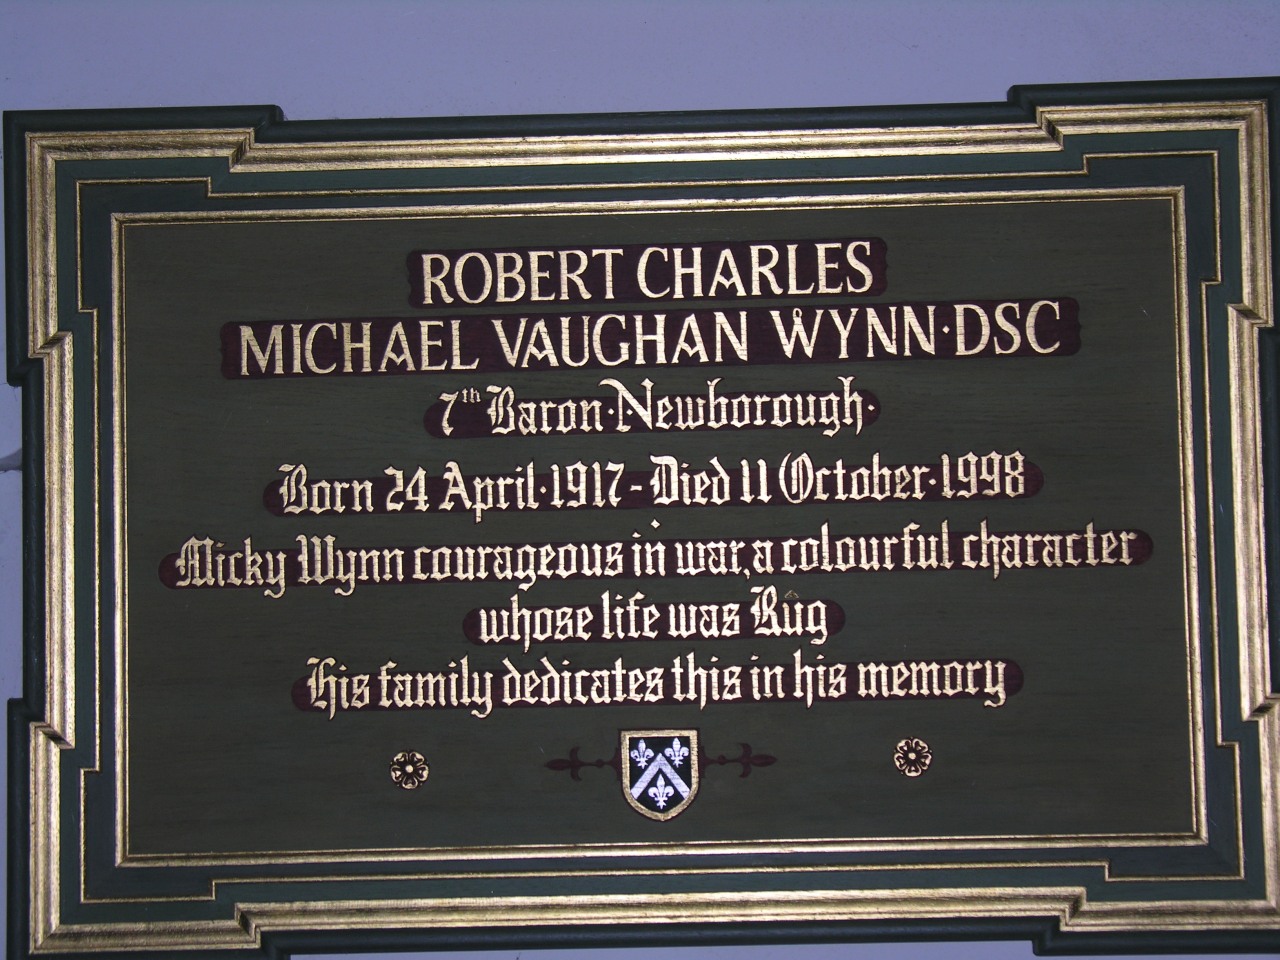 ROBERT CHARLES
MICHAEL VAUGHAN WYNN·DSC
7th Baron·Newborough·
Born 24 April·1917-Died 11 October·1998
Micky Wynn courageous in war, a colourful character
whose life was Rûg
His family dedicates this in his memory